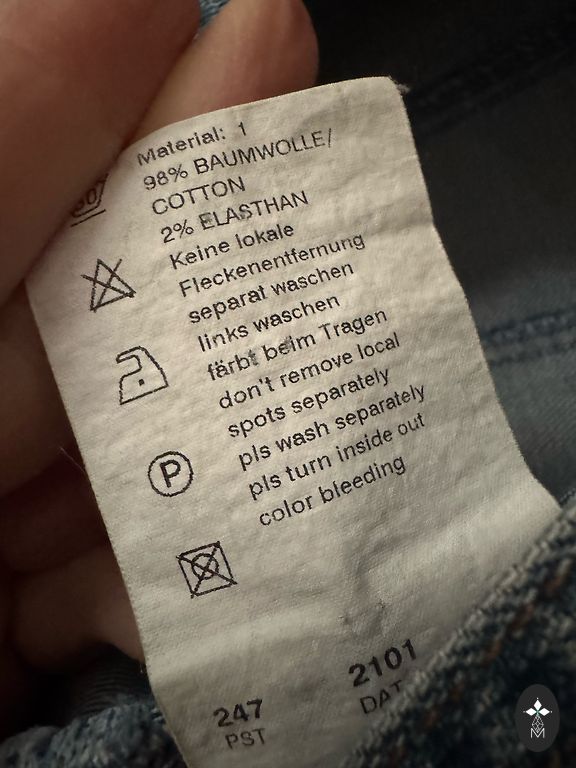 Material: 1
98% BAUMWOLLE/
COTTON
2% ELASTHAN
Keine lokale
Fleckenentfernung
separat waschen
links waschen
färbt beim Tragen
don't remove local
spots separately
pls wash separately
pls turn inside out
color bleeding
P
247
PST
2101
M